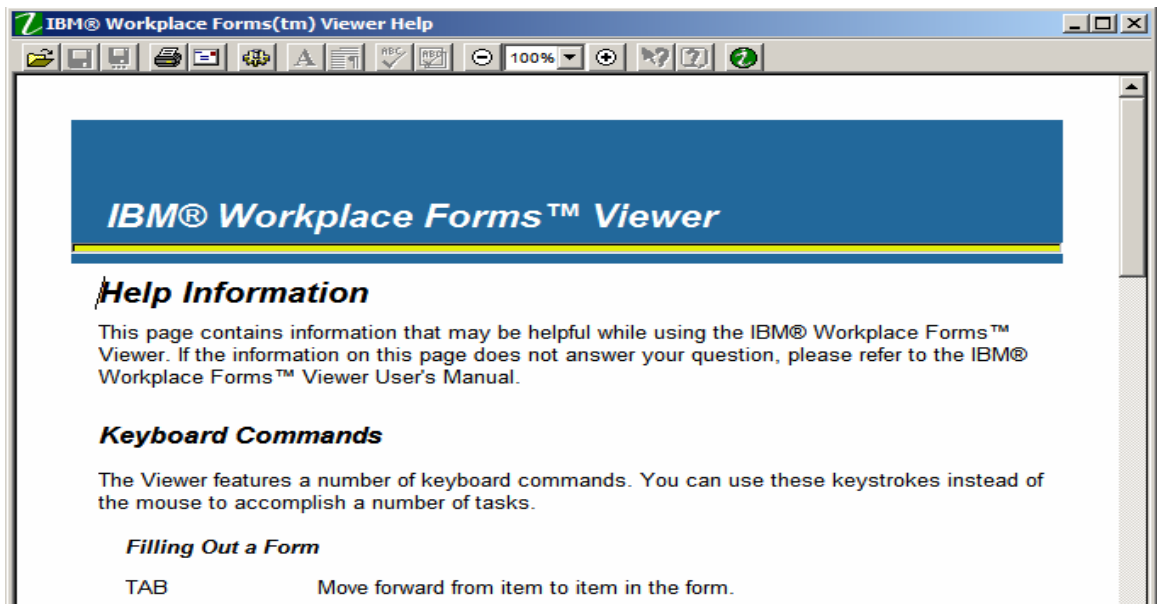 IBM® Workplace Forms(tm) Viewer Help
100%
IBM® Workplace Forms™ Viewer
Help Information
This page contains information that may be helpful while using the IBM® Workplace Forms™
Viewer. If the information on this page does not answer your question, please refer to the IBM®
Workplace Forms™ Viewer User's Manual.
Keyboard Commands
The Viewer features a number of keyboard commands. You can use these keystrokes instead of
the mouse to accomplish a number of tasks.
Filling Out a Form
TAB Move forward from item to item in the form.